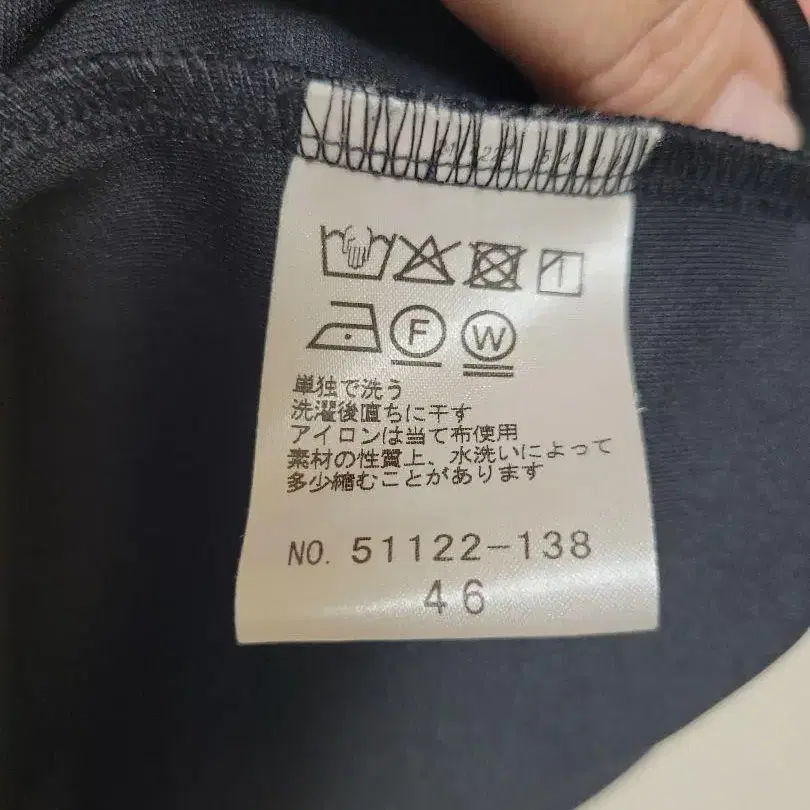 F W
単独で洗う
洗濯後直ちに干す
アイロンは当て布使用
素材の性質上、水洗いによって
多少縮むことがあります
NO. 51122-138
46